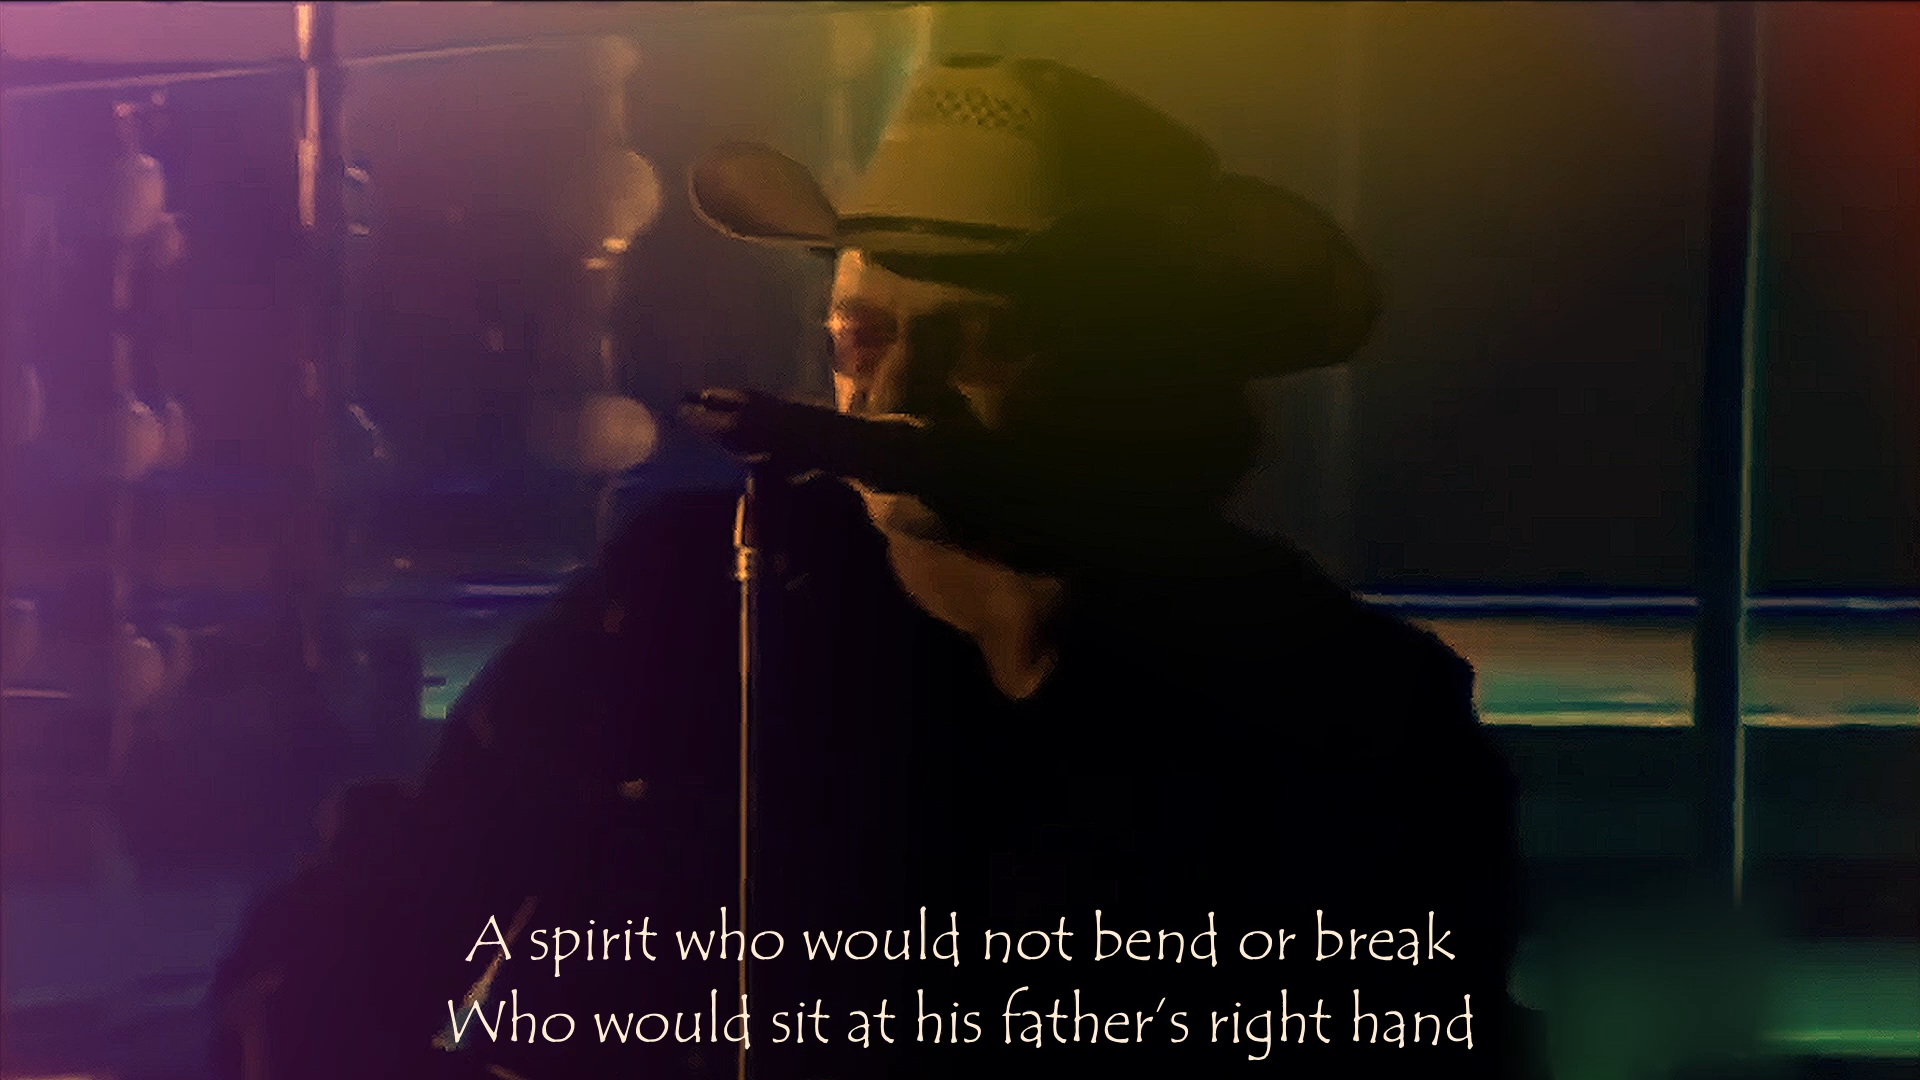 A spirit who would not bend or break
Who would sit at his father's right hand